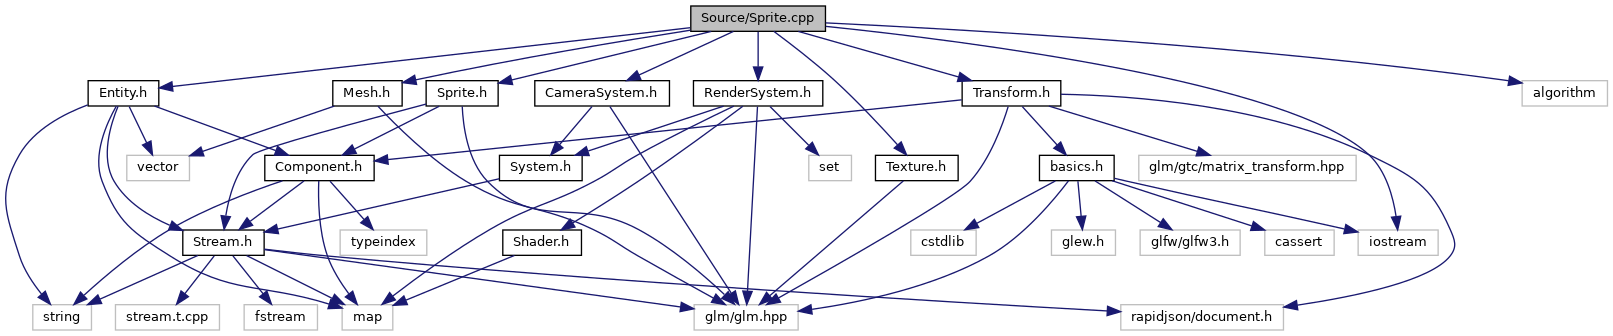 Source/Sprite.cpp
Entity.h
Mesh.h
Sprite.h
CameraSystem.h
RenderSystem.h
Transform.h
algorithm
vector
Component.h
System.h
set
Texture.h
basics.h
glm/gtc/matrix_transform.hpp
Stream.h
typeindex
Shader.h
cstdlib
glew.h
glfw/glfw3.h
cassert
iostream
string
stream.t.cpp
fstream
map
glm/glm.hpp
rapidjson/document.h